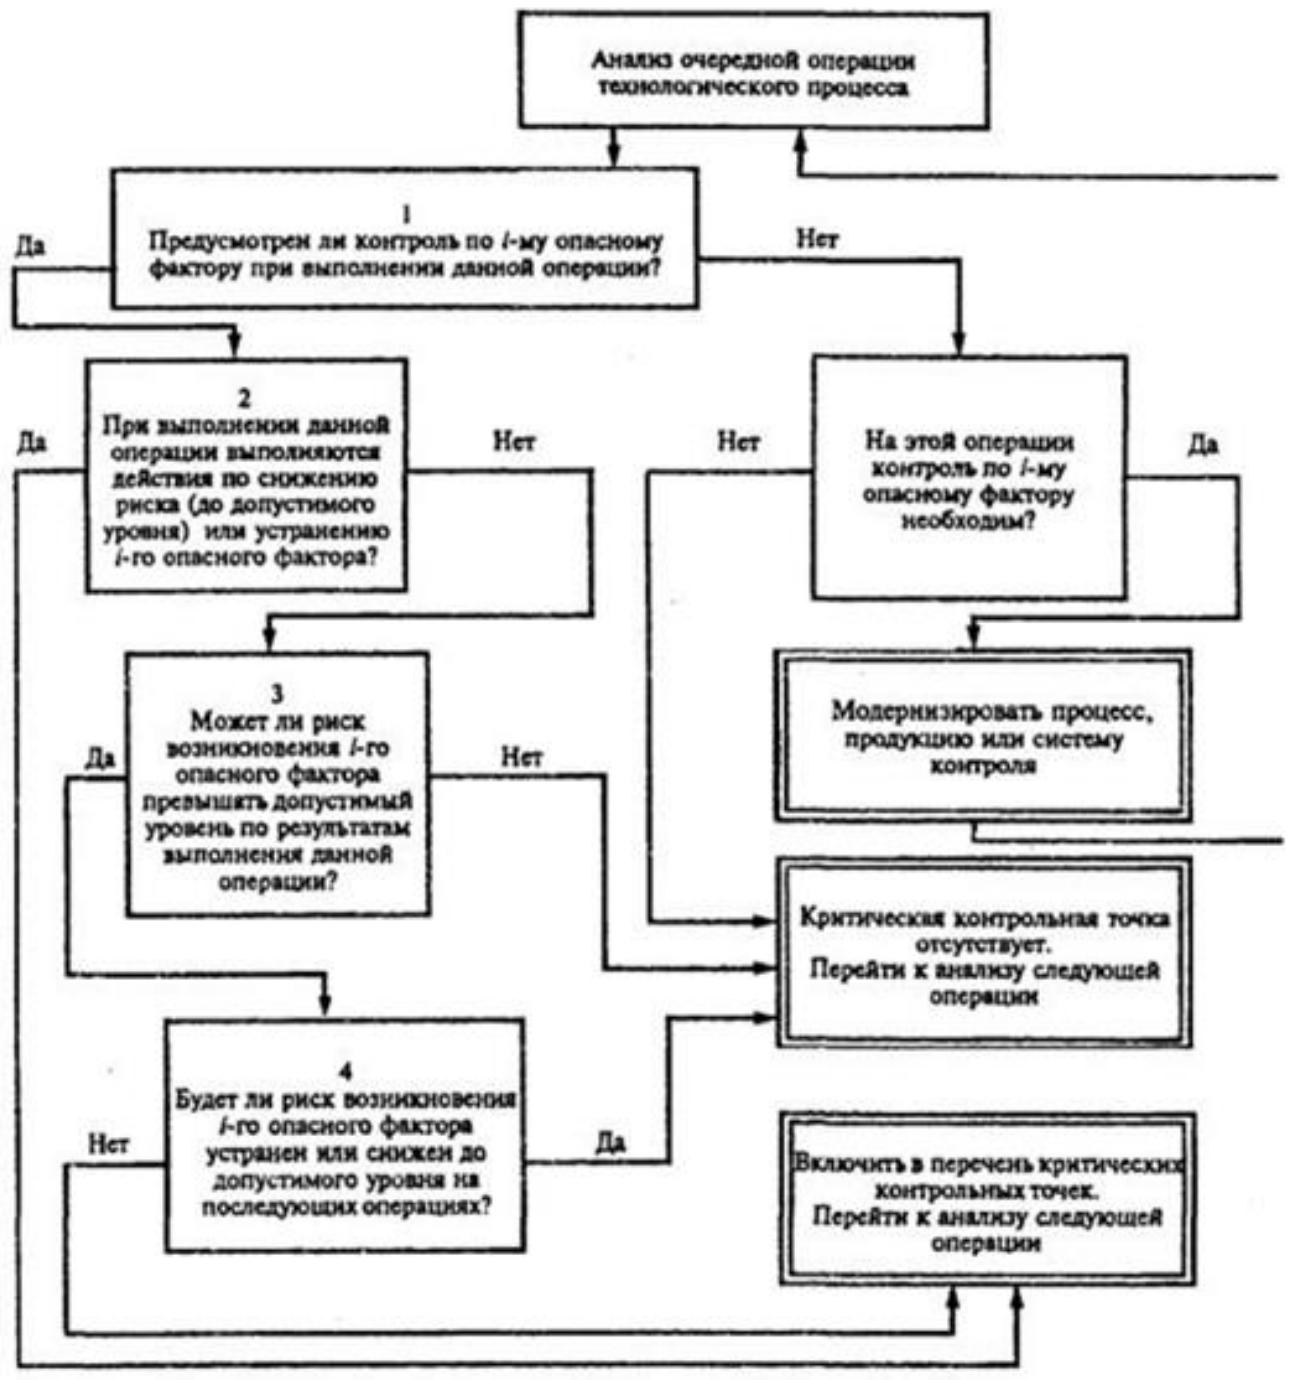 Анализ очередной операции
технологического процесса
1
Предусмотрен ли контроль по i-му опасному
фактору при выполнении данной операции?
Да
Нет
2
При выполнении данной
операции выполняются
действия по снижению
риска (до допустимого
уровня) или устранению
i-го опасного фактора?
Да
Нет
На этой операции
контроль по i-му
опасному фактору
необходим?
Нет
Да
3
Может ли риск
возникновения i-го
опасного фактора
превышать допустимый
уровень по результатам
выполнения данной
операции?
Да
Нет
Модернизировать процесс,
продукцию или систему
контроля
Критическая контрольная точка
отсутствует.
Перейти к анализу следующей
операции
4
Будет ли риск возникновения
i-го опасного фактора
устранен или снижен до
допустимого уровня на
последующих операциях?
Нет
Да
Включить в перечень критических
контрольных точек.
Перейти к анализу следующей
операции